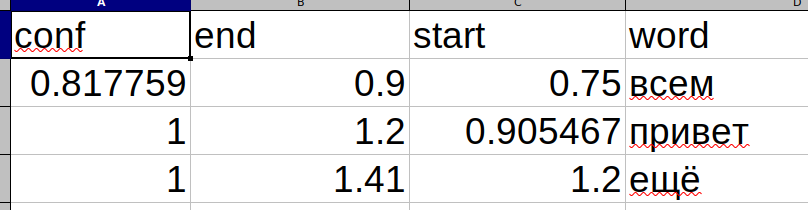 A B C D
conf end start word
0.817759 0.9 0.75 всем
1 1.2 0.905467 привет
1 1.41 1.2 ещё